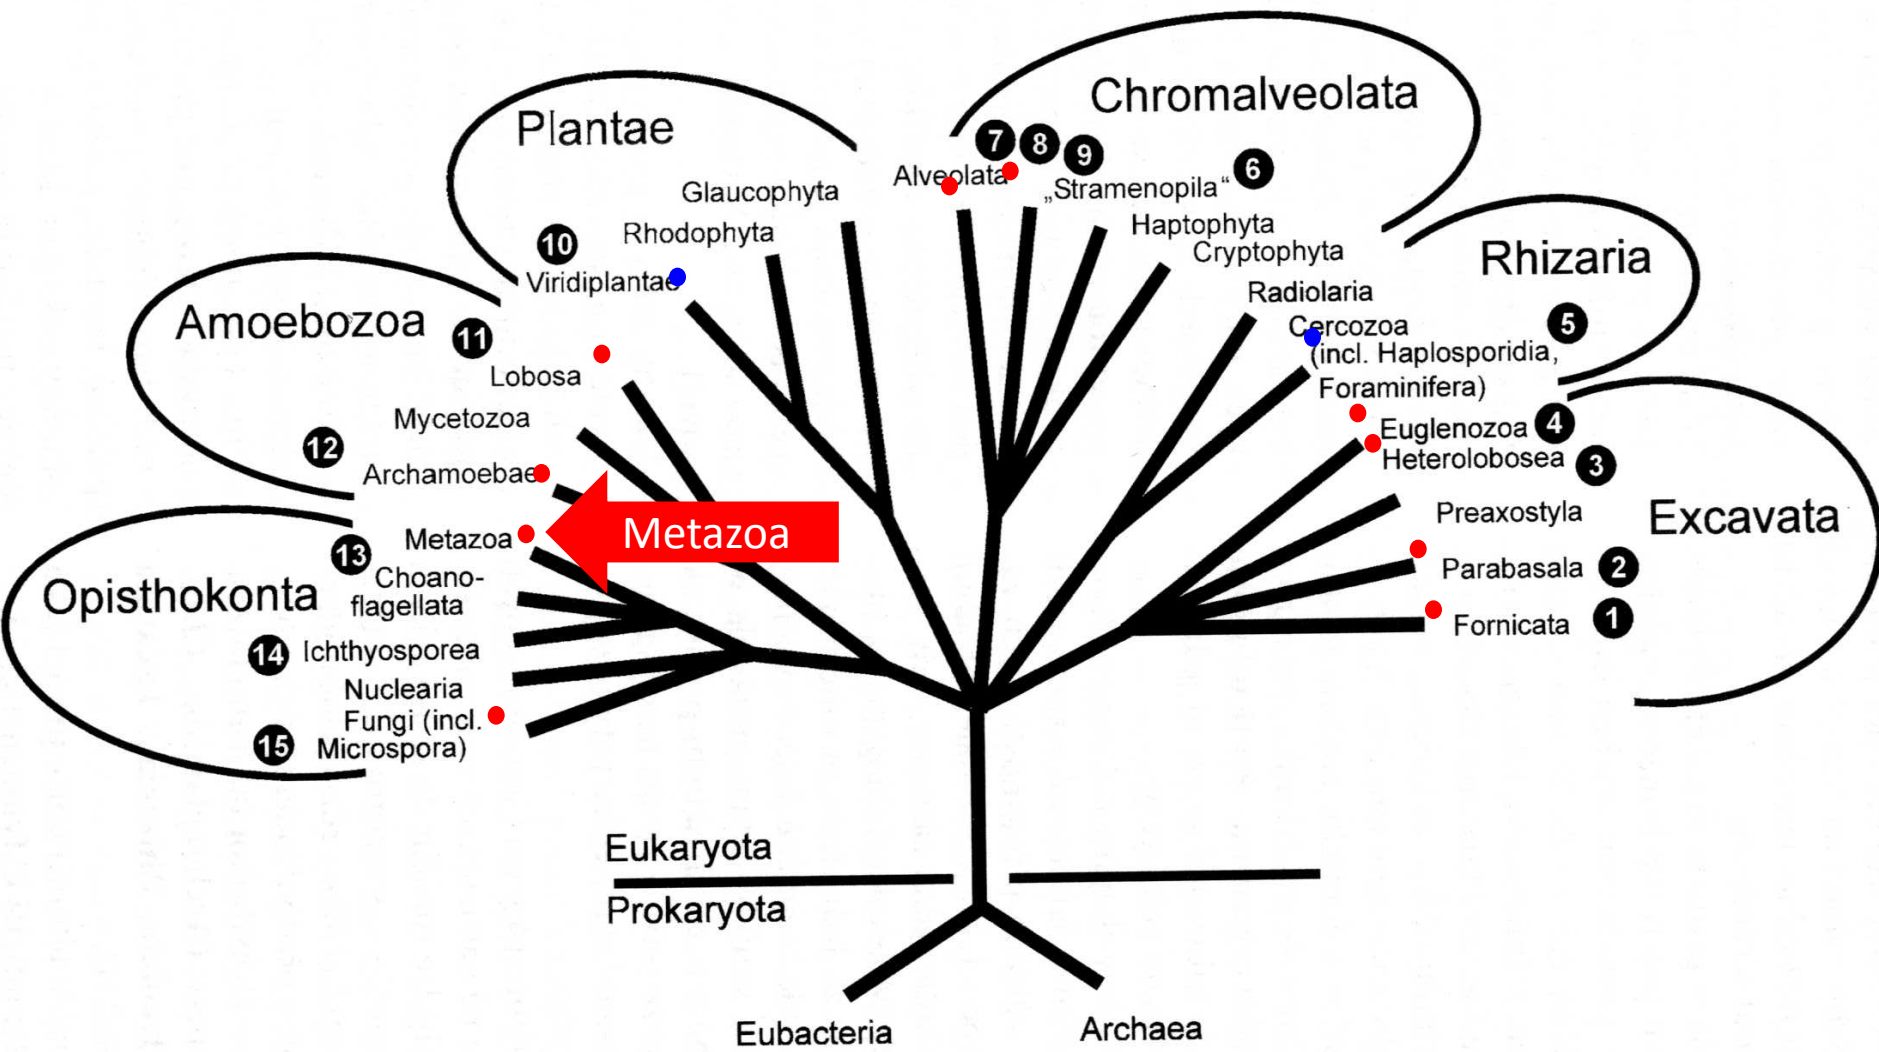 Chromalveolata
Plantae
7 8 9
Alveolata
6
„Stramenopila“
Glaucophyta
Haptophyta
10
Rhodophyta
Cryptophyta
Rhizaria
Viridiplantae
Radiolaria
Amoebozoa
11
Cercozoa
5
(incl. Haplosporidia,
Foraminifera)
Lobosa
Mycetozoa
Euglenozoa
4
12
Archamoebae
Heterolobosea
3
Preaxostyla
Excavata
Metazoa
Metazoa
13
Choano-
flagellata
Opisthokonta
Parabasala
2
Fornicata
1
14
Ichthyosporea
Nuclearia
Fungi (incl.
Microspora)
15
Eukaryota
Prokaryota
Eubacteria
Archaea